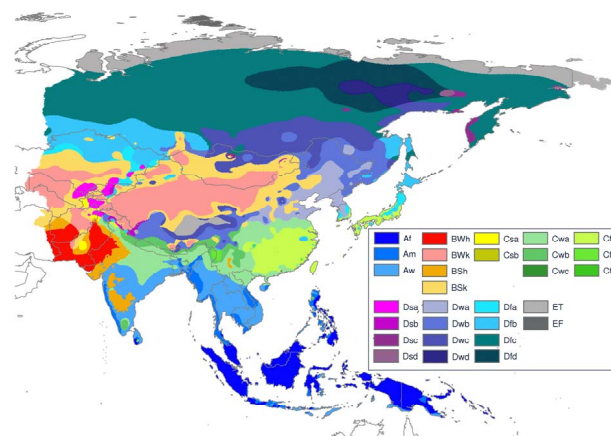 Af BWh Csa Cwa
Am BWk Csb Cwb
Aw BSh Cwc
BSk
Dsa Dwa Dfa ET
Dsb Dwb Dfb EF
Dsc Dwc Dfc
Dsd Dwd Dfd